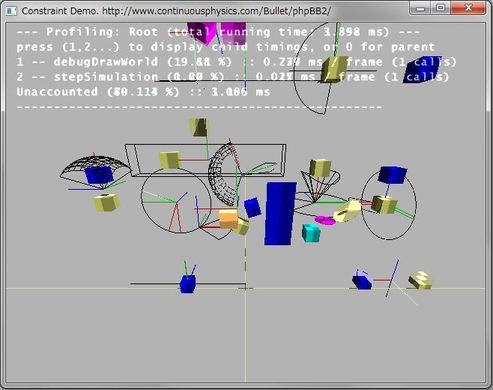 Constraint Demo. http://www.continuousphysics.com/Bullet/phpBB2/
--- Profiling: Root (total running time: ms) ---
press (1,2...) to display child timings, or 0 for parent
1 -- debugDrawWorld ( %) :: ms / frame (1 calls)
2 -- stepSimulation ( %) :: ms / frame (1 calls)
Unaccounted ( %) :: ms
-------------------------------------------------